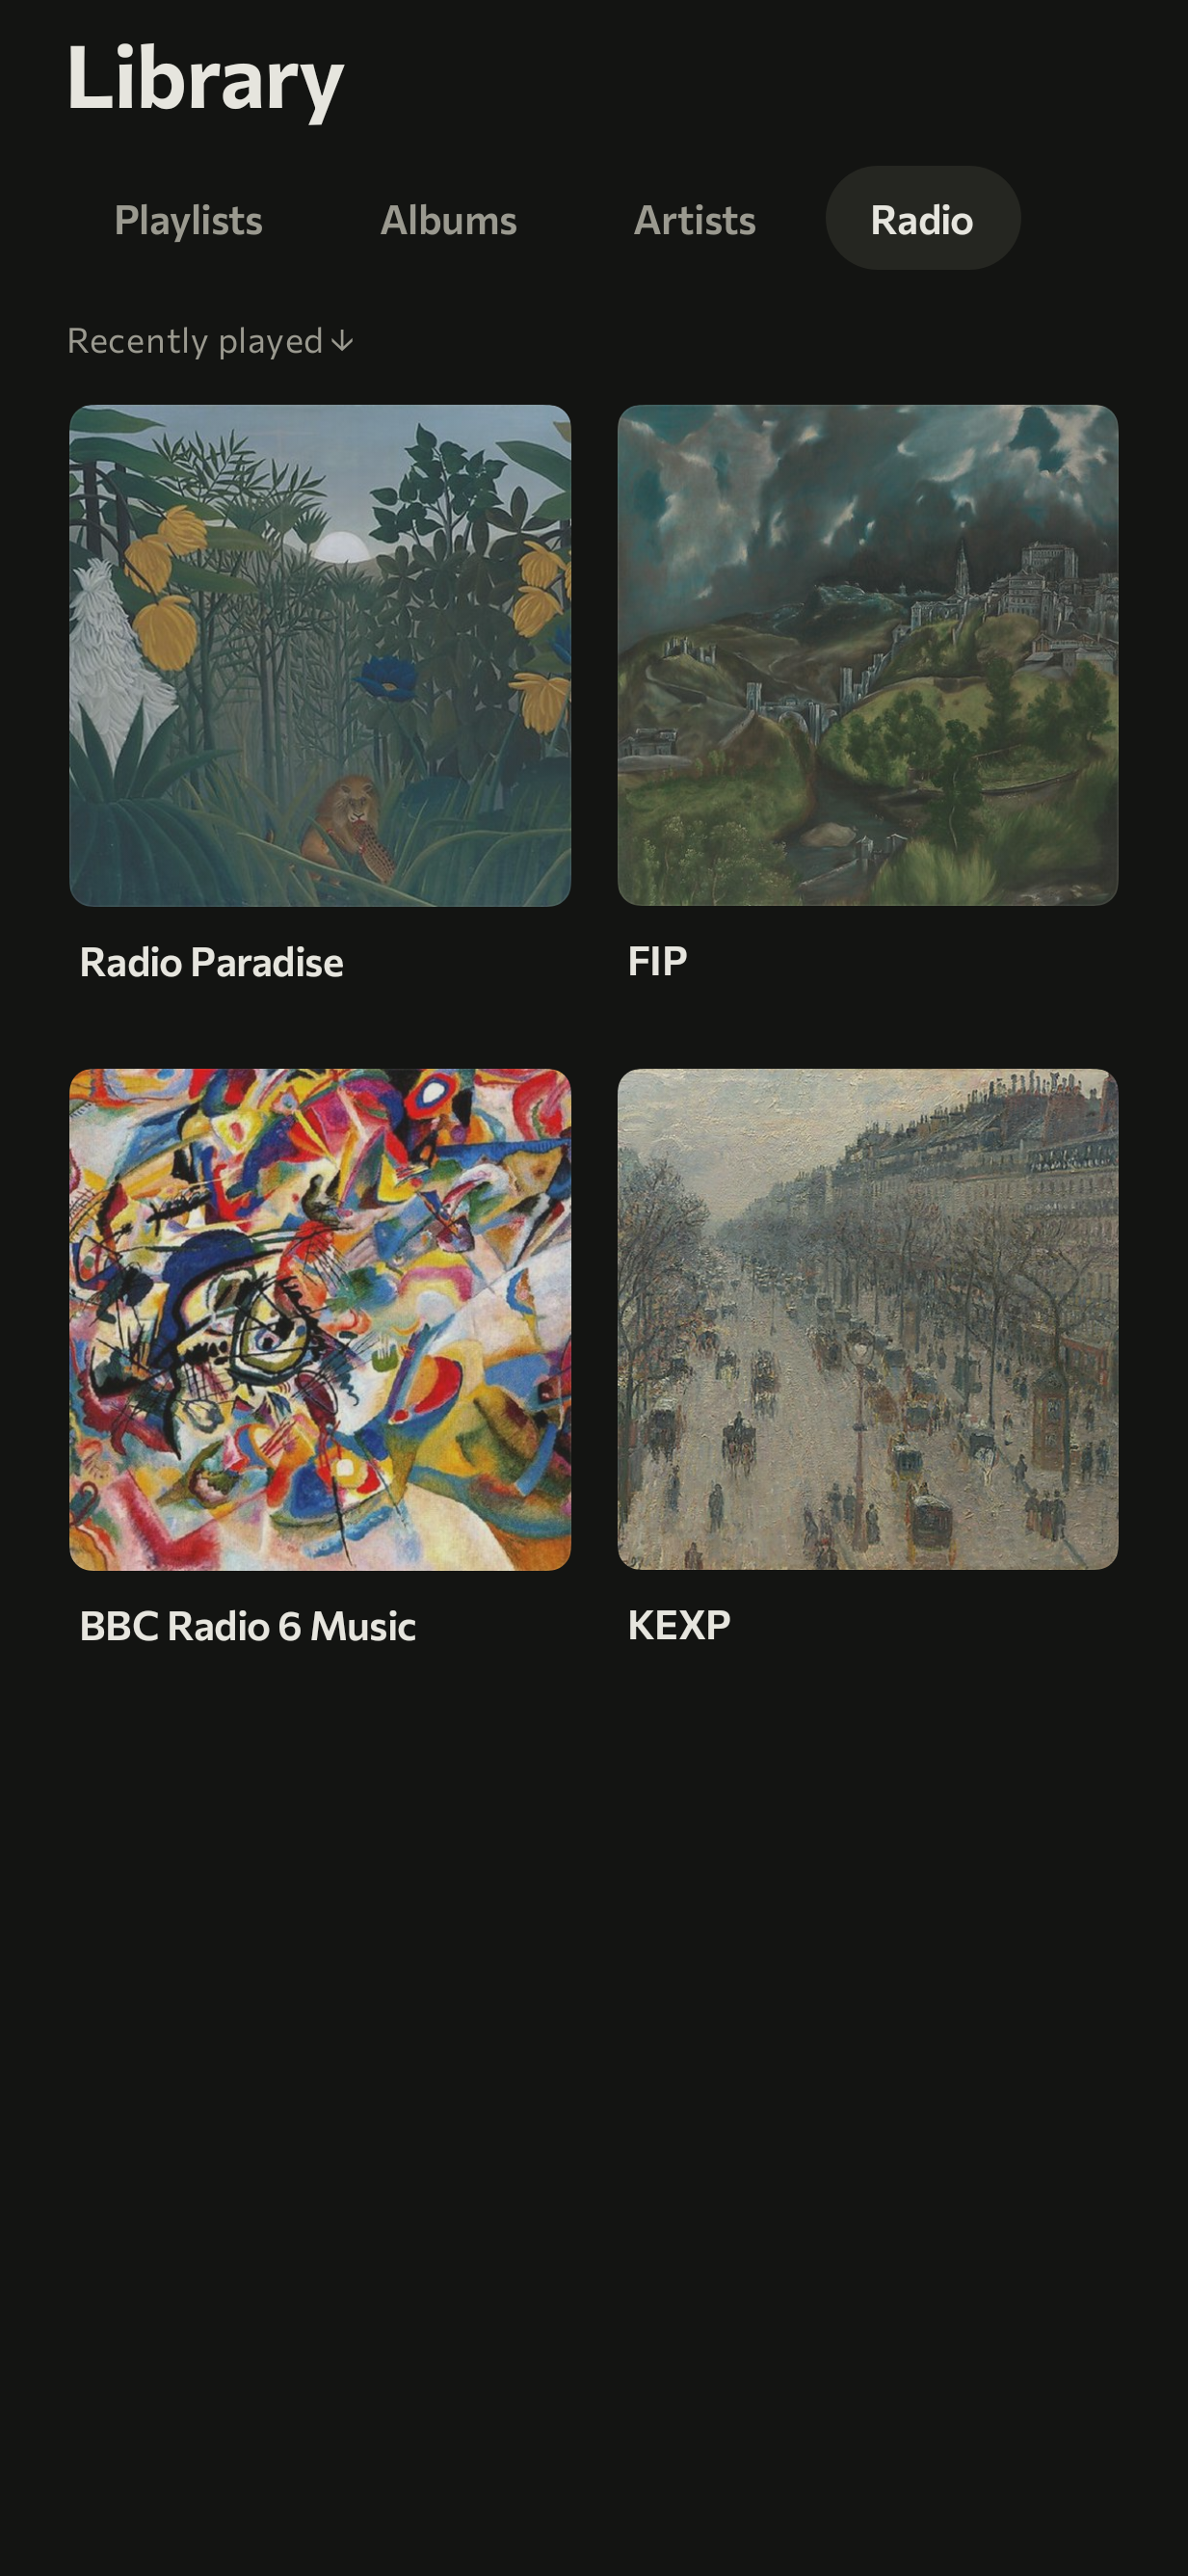 Library
Playlists Albums Artists Radio
Recently played ↓
Radio Paradise
FIP
BBC Radio 6 Music
KEXP